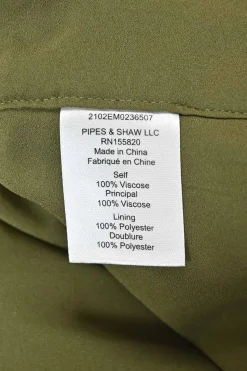 2102EM0236507
PIPES & SHAW LLC
RN155820
Made in China
Fabriqué en Chine
Self
100% Viscose
Principal
100% Viscose
Lining
100% Polyester
Doublure
100% Polyester